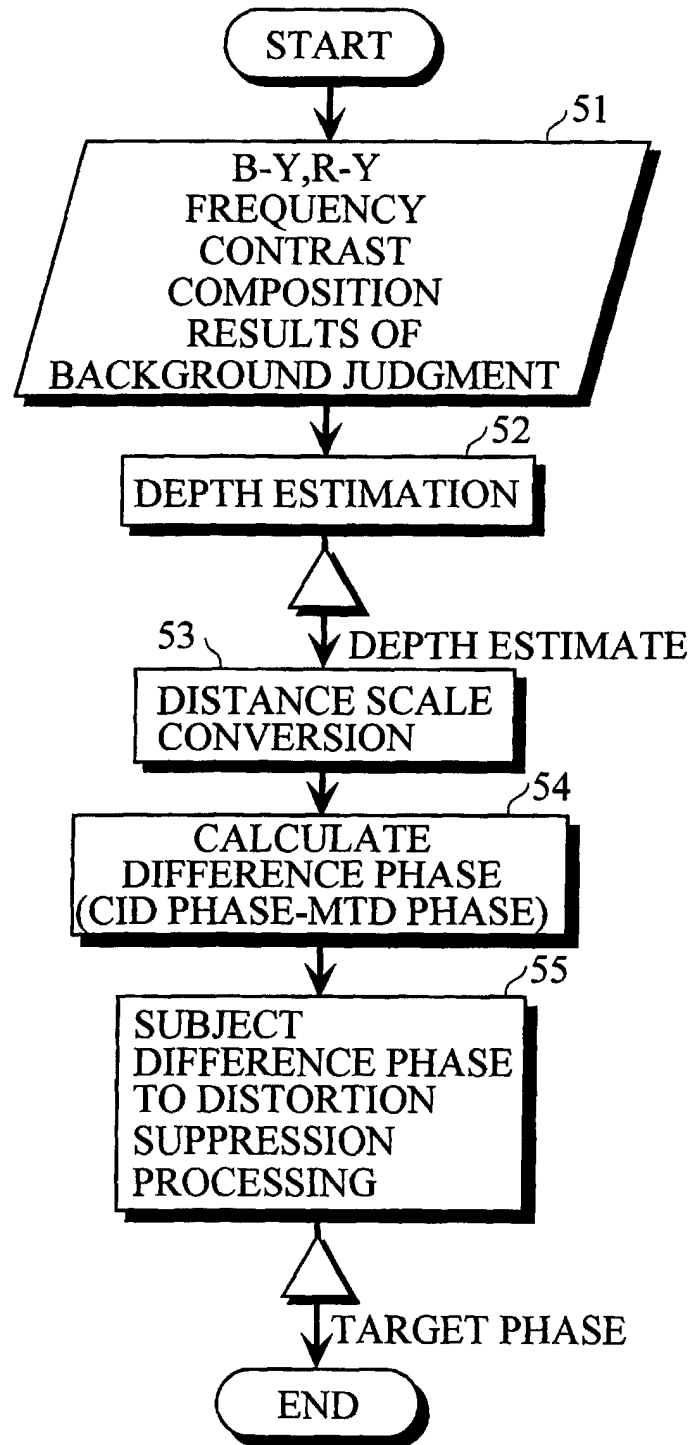 START
51
B-Y,R-Y
FREQUENCY
CONTRAST
COMPOSITION
RESULTS OF
BACKGROUND JUDGMENT
52
DEPTH ESTIMATION
DEPTH ESTIMATE
53
DISTANCE SCALE
CONVERSION
54
CALCULATE
DIFFERENCE PHASE
(CID PHASE-MTD PHASE)
55
SUBJECT
DIFFERENCE PHASE
TO DISTORTION
SUPPRESSION
PROCESSING
TARGET PHASE
END